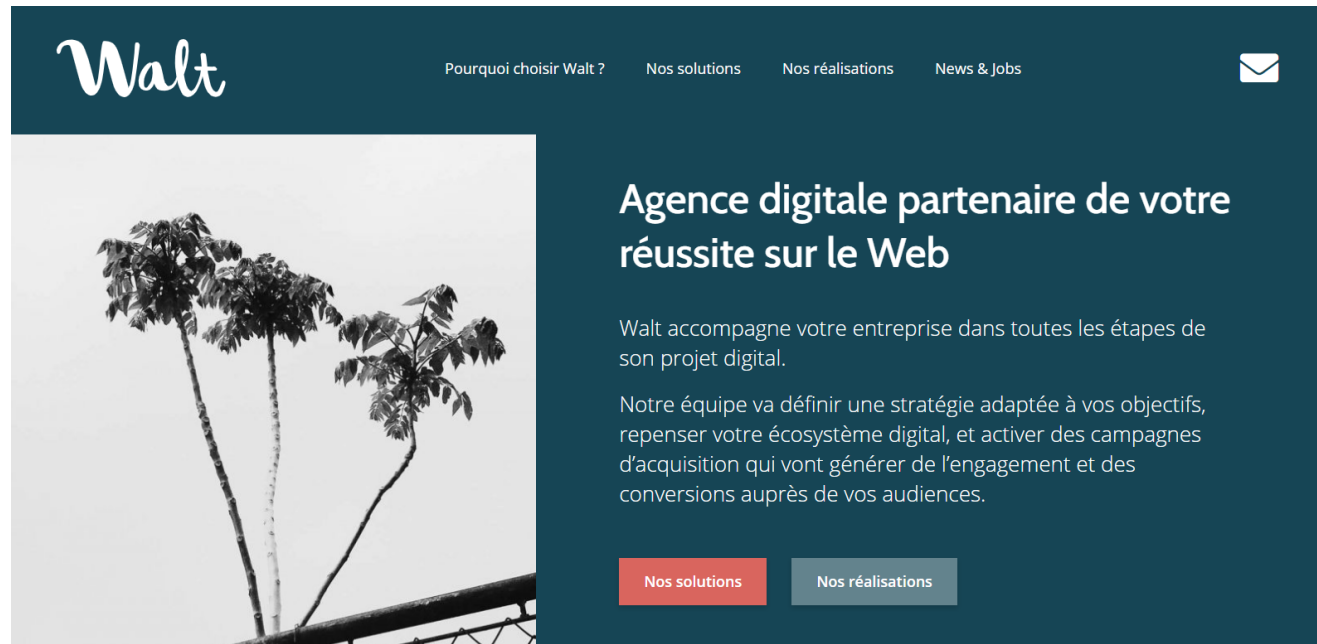 Walt
Pourquoi choisir Walt ?
Nos solutions
Nos réalisations
News & Jobs
Agence digitale partenaire de votre
réussite sur le Web
Walt accompagne votre entreprise dans toutes les étapes de
son projet digital.
Notre équipe va définir une stratégie adaptée à vos objectifs,
repenser votre écosystème digital, et activer des campagnes
d’acquisition qui vont générer de l’engagement et des
conversions auprès de vos audiences.
Nos solutions
Nos réalisations